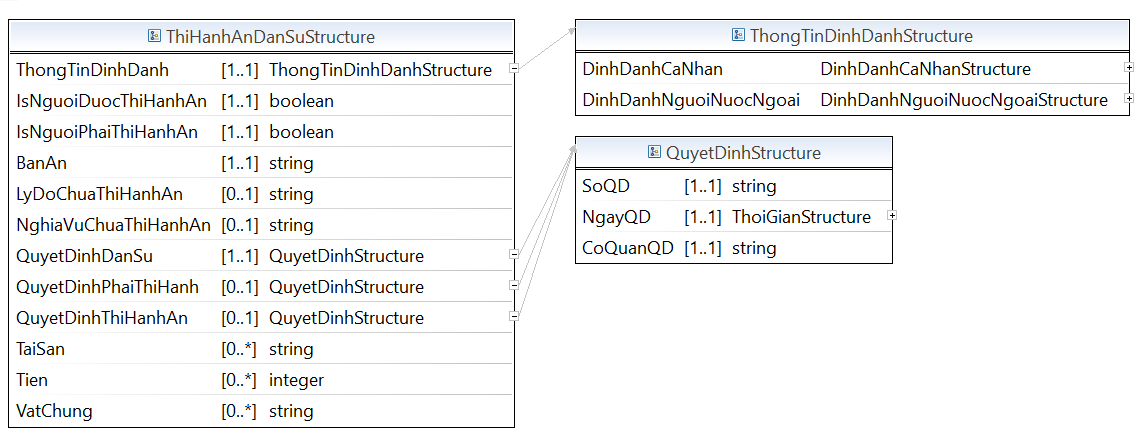 ThiHanhAnDanSuStructure
ThongTinDinhDanh [1..1] ThongTinDinhDanhStructure
IsNguoiDuocThiHanhAn [1..1] boolean
IsNguoiPhaiThiHanhAn [1..1] boolean
BanAn [1..1] string
LyDoChuaThiHanhAn [0..1] string
NghiaVuChuaThiHanhAn [0..1] string
QuyetDinhDanSu [1..1] QuyetDinhStructure
QuyetDinhPhaiThiHanh [0..1] QuyetDinhStructure
QuyetDinhThiHanhAn [0..1] QuyetDinhStructure
TaiSan [0..*] string
Tien [0..*] integer
VatChung [0..*] string
ThongTinDinhDanhStructure
DinhDanhCaNhan DinhDanhCaNhanStructure
DinhDanhNguoiNuocNgoai DinhDanhNguoiNuocNgoaiStructure
QuyetDinhStructure
SoQD [1..1] string
NgayQD [1..1] ThoiGianStructure
CoQuanQD [1..1] string